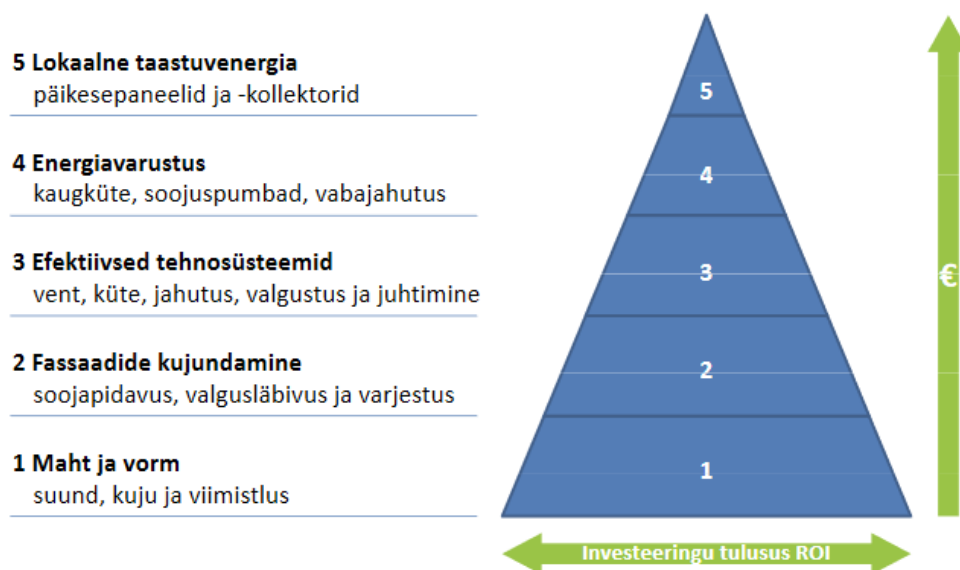 5 Lokaalne taastuvenergia
päikesepaneelid ja -kollektorid
4 Energiavarustus
kaugküte, soojuspumbad, vabajahutus
3 Efektiivsed tehnosüsteemid
vent, küte, jahutus, valgustus ja juhtimine
2 Fassaadide kujundamine
soojapidavus, valgusläbivus ja varjestus
1 Maht ja vorm
suund, kuju ja viimistlus
5
4
3
2
1
€
Investeeringu tulusus ROI